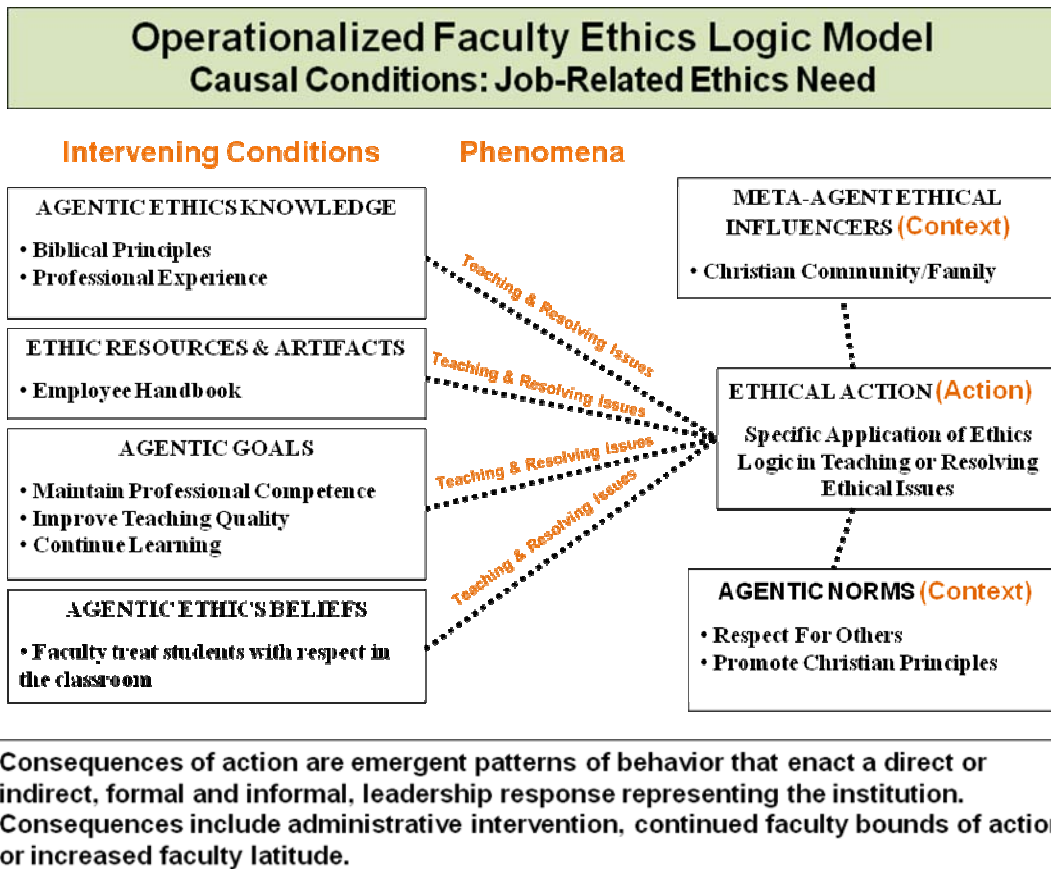 Operationalized Faculty Ethics Logic Model
Causal Conditions: Job-Related Ethics Need
Intervening Conditions
Phenomena
AGENTIC ETHICS KNOWLEDGE
• Biblical Principles
• Professional Experience
ETHIC RESOURCES & ARTIFACTS
• Employee Handbook
AGENTIC GOALS
• Maintain Professional Competence
• Improve Teaching Quality
• Continue Learning
AGENTIC ETHICS BELIEFS
• Faculty treat students with respect in
the classroom
Teaching & Resolving Issues
Teaching & Resolving Issues
Teaching & Resolving Issues
Teaching & Resolving Issues
META-AGENT ETHICAL
INFLUENCERS (Context)
• Christian Community/Family
ETHICAL ACTION (Action)
Specific Application of Ethics
Logic in Teaching or Resolving
Ethical Issues
AGENTIC NORMS (Context)
• Respect For Others
• Promote Christian Principles
Consequences of action are emergent patterns of behavior that enact a direct or
indirect, formal and informal, leadership response representing the institution.
Consequences include administrative intervention, continued faculty bounds of action
or increased faculty latitude.